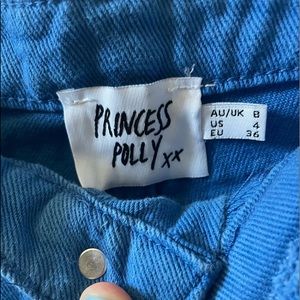 PRINCESS
POLLY xx
AU/UK 8
US 4
EU 36